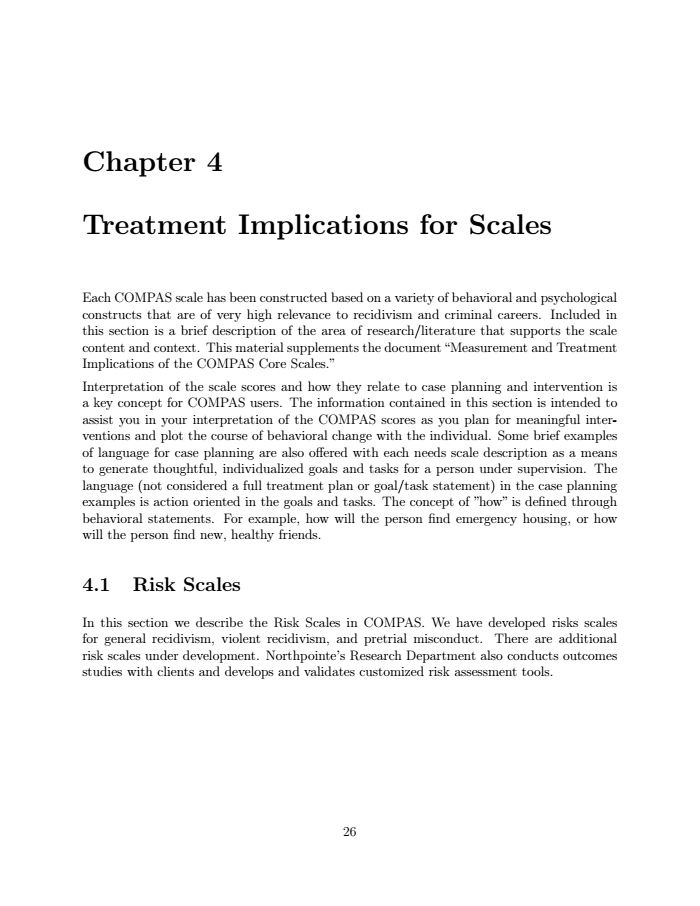 Chapter 4
Treatment Implications for Scales
Each COMPAS scale has been constructed based on a variety of behavioral and psychological
constructs that are of very high relevance to recidivism and criminal careers. Included in
this section is a brief description of the area of research/literature that supports the scale
content and context. This material supplements the document “Measurement and Treatment
Implications of the COMPAS Core Scales.”
Interpretation of the scale scores and how they relate to case planning and intervention is
a key concept for COMPAS users. The information contained in this section is intended to
assist you in your interpretation of the COMPAS scores as you plan for meaningful inter-
ventions and plot the course of behavioral change with the individual. Some brief examples
of language for case planning are also offered with each needs scale description as a means
to generate thoughtful, individualized goals and tasks for a person under supervision. The
language (not considered a full treatment plan or goal/task statement) in the case planning
examples is action oriented in the goals and tasks. The concept of ”how” is defined through
behavioral statements. For example, how will the person find emergency housing, or how
will the person find new, healthy friends.
4.1 Risk Scales
In this section we describe the Risk Scales in COMPAS. We have developed risks scales
for general recidivism, violent recidivism, and pretrial misconduct. There are additional
risk scales under development. Northpointe’s Research Department also conducts outcomes
studies with clients and develops and validates customized risk assessment tools.
26